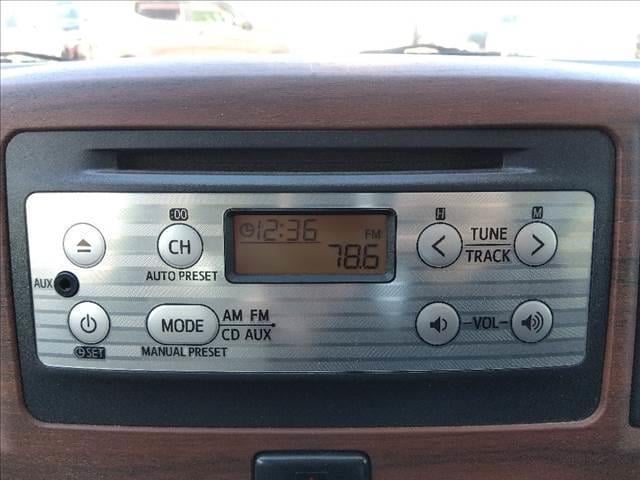 :00
CH
AUTO PRESET
12:36
FM
78.6
H
M
<
TUNE
TRACK
>
AUX
SET
MODE
AM FM
CD AUX
MANUAL PRESET
VOL